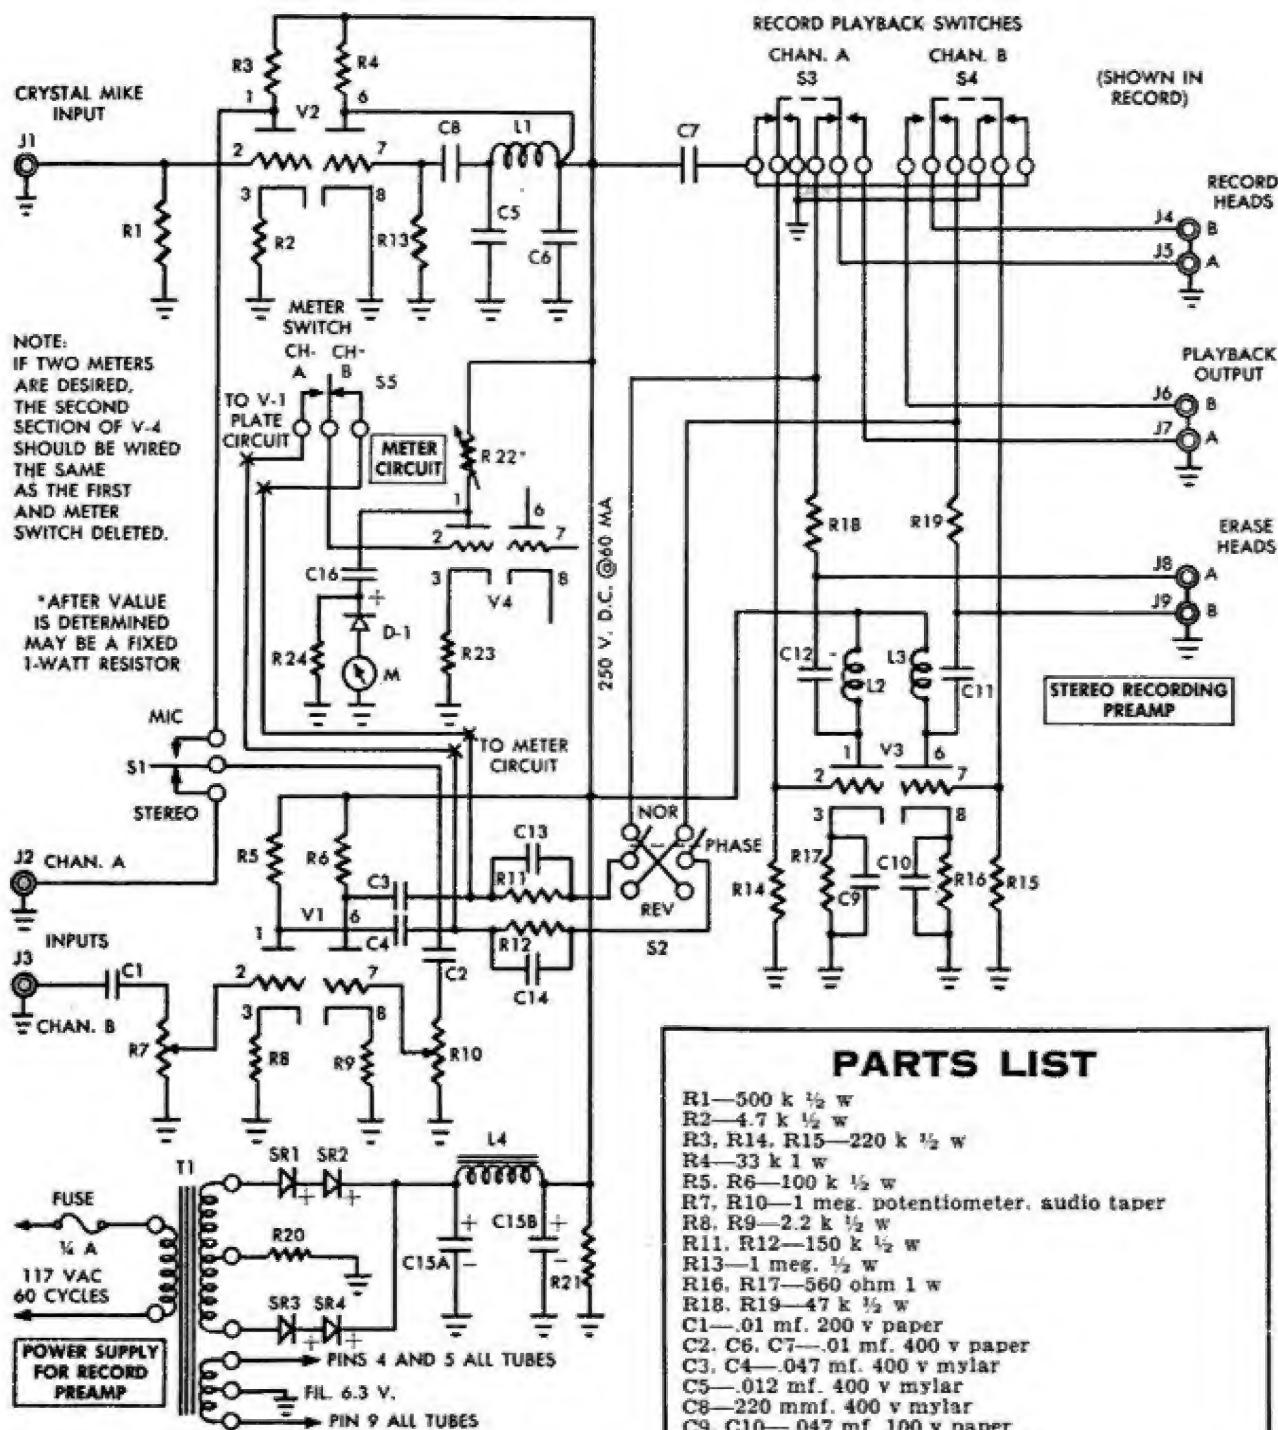 RECORD PLAYBACK SWITCHES
CHAN. A
S3
CHAN. B
S4
(SHOWN IN
RECORD)
R3
R4
1
6
V2
CRYSTAL MIKE
INPUT
J1
2
7
C8
L1
C7
3
8
R1
R2
R13
C5
C6
RECORD
HEADS
J4
B
J5
A
NOTE:
IF TWO METERS
ARE DESIRED,
THE SECOND
SECTION OF V-4
SHOULD BE WIRED
THE SAME
AS THE FIRST
AND METER
SWITCH DELETED.
METER
SWITCH
CH-
A
CH-
B
S5
TO V-1
PLATE
CIRCUIT
METER
CIRCUIT
R22*
1
6
2
7
3
8
V4
C16
+
D-1
R24
M
R23
250 V. D.C. @60 MA
PLAYBACK
OUTPUT
J6
B
J7
A
R18
R19
ERASE
HEADS
J8
A
J9
B
*AFTER VALUE
IS DETERMINED
MAY BE A FIXED
1-WATT RESISTOR
C12
L2
L3
C11
STEREO RECORDING
PREAMP
MIC
S1
STEREO
TO METER
CIRCUIT
1
V3
6
2
7
3
8
R17
C9
C10
R16
R14
R15
NOR
PHASE
REV
S2
J2
CHAN. A
R5
R6
C3
C4
C13
R11
R12
C14
V1
1
6
C2
INPUTS
J3
C1
CHAN. B
2
7
3
8
R7
R8
R9
R10
T1
SR1
SR2
+
+
L4
FUSE
¼ A
117 VAC
60 CYCLES
R20
C15A
+
-
C15B
+
-
R21
SR3
SR4
+
+
POWER SUPPLY
FOR RECORD
PREAMP
PINS 4 AND 5 ALL TUBES
FIL. 6.3 V.
PIN 9 ALL TUBES
PARTS LIST
R1—500 k ½ w
R2—4.7 k ½ w
R3, R14, R15—220 k ½ w
R4—33 k 1 w
R5, R6—100 k ½ w
R7, R10—1 meg. potentiometer, audio taper
R8, R9—2.2 k ½ w
R11, R12—150 k ½ w
R13—1 meg. ½ w
R16, R17—560 ohm 1 w
R18, R19—47 k ½ w
C1—.01 mf. 200 v paper
C2, C6, C7—.01 mf. 400 v paper
C3, C4—.047 mf. 400 v mylar
C5—.012 mf. 400 v mylar
C8—220 mmf. 400 v mylar
C9, C10—.047 mf. 100 v paper